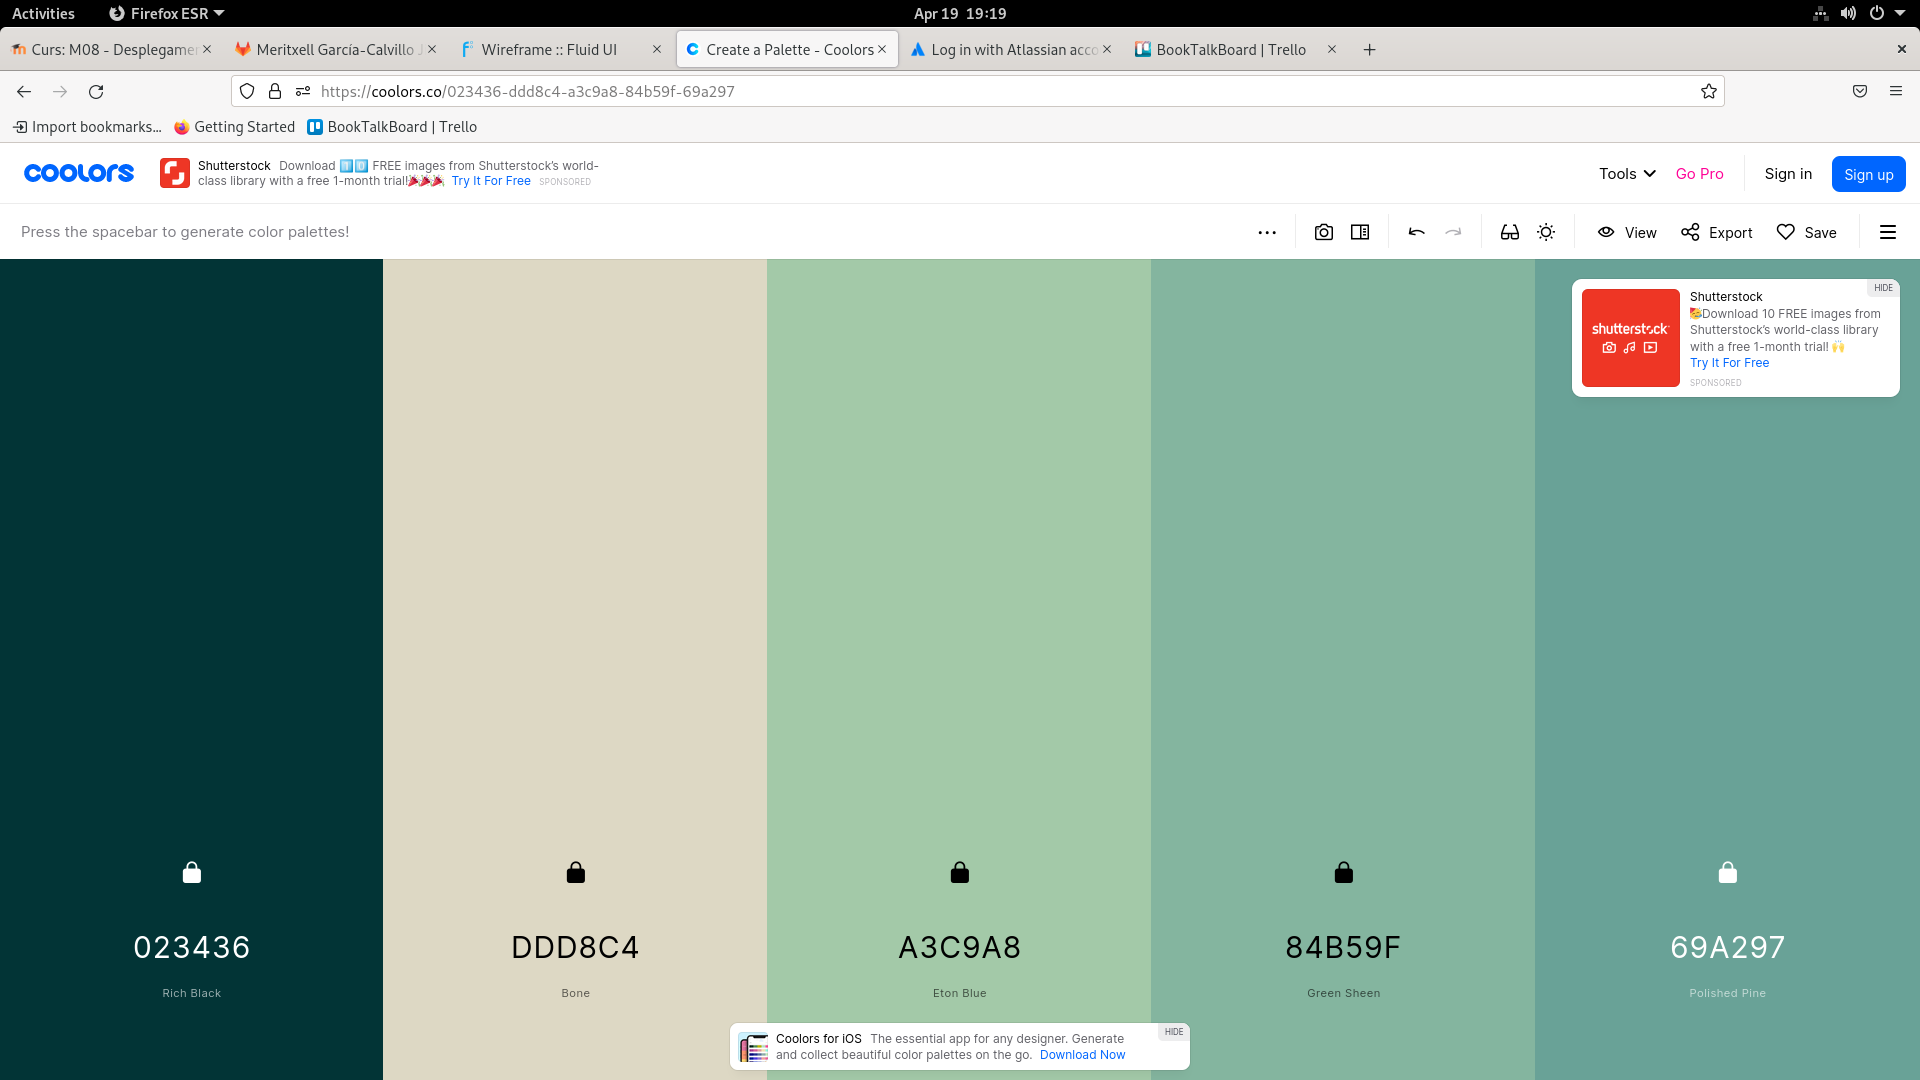 Activities
Firefox ESR
Apr 19 19:19
Curs: M08 - Desplegame
Meritxell García-Calvillo
Wireframe :: Fluid UI
Create a Palette - Coolors
Log in with Atlassian acco
BookTalkBoard | Trello
https://coolors.co/023436-ddd8c4-a3c9a8-84b59f-69a297
Import bookmarks...
Getting Started
BookTalkBoard | Trello
coolors
Shutterstock Download 1️⃣0️⃣ FREE images from Shutterstock's world-
class library with a free 1-month trial!🎉🎉🎉 Try It For Free SPONSORED
Tools
Go Pro
Sign in
Sign up
Press the spacebar to generate color palettes!
View
Export
Save
HIDE
Shutterstock
🥳Download 10 FREE images from
Shutterstock's world-class library
with a free 1-month trial! 🙌
Try It For Free
SPONSORED
shutterstock
023436
Rich Black
DDD8C4
Bone
A3C9A8
Eton Blue
84B59F
Green Sheen
69A297
Polished Pine
HIDE
Coolors for iOS The essential app for any designer. Generate
and collect beautiful color palettes on the go. Download Now